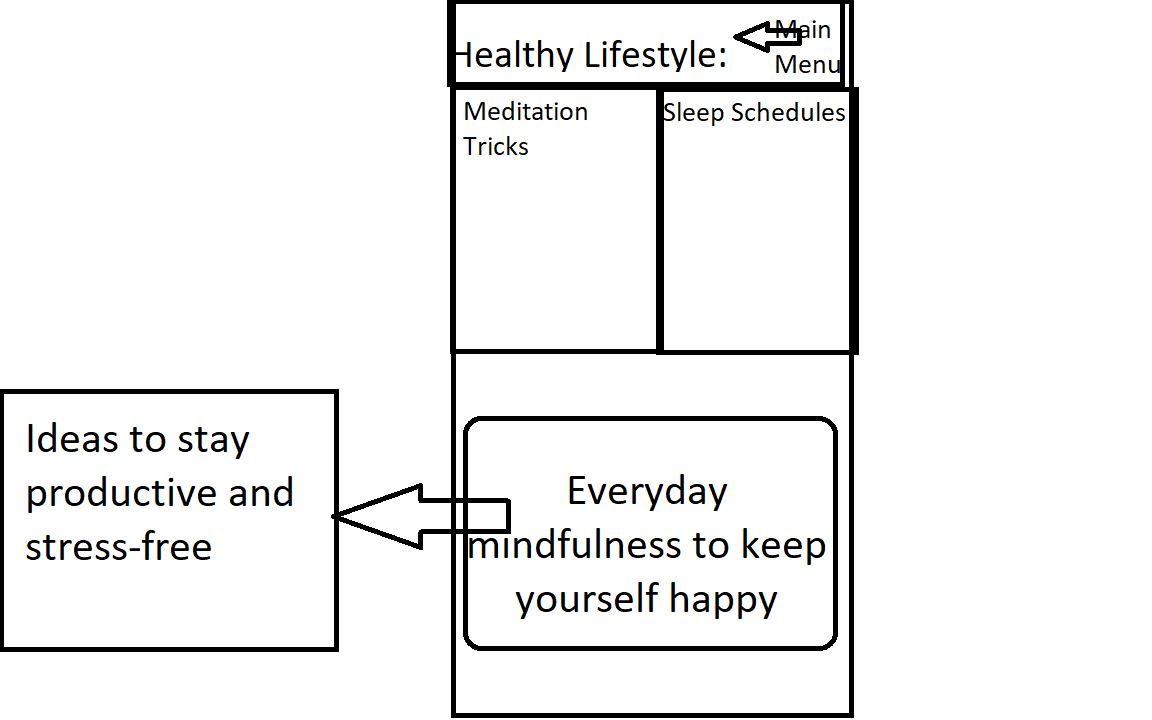 Healthy Lifestyle:
Main
Menu
Meditation
Tricks
Sleep Schedules
Ideas to stay
productive and
stress-free
Everyday
mindfulness to keep
yourself happy